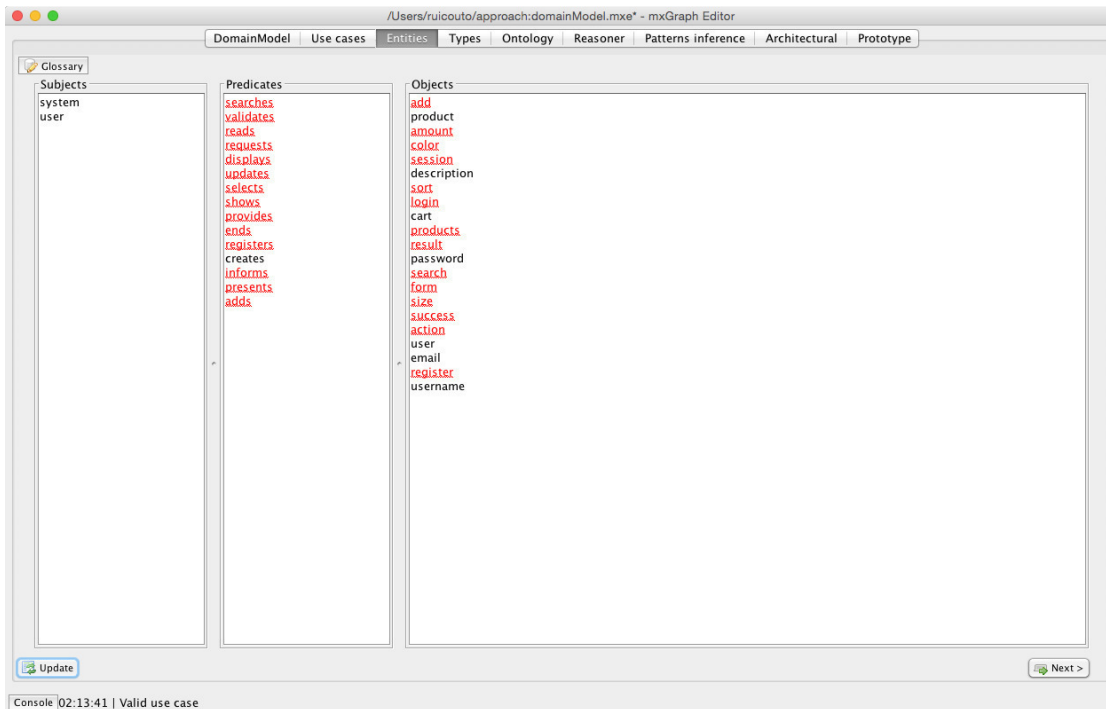 /Users/ruicouto/approach:domainModel.mxe* - mxGraph Editor
DomainModel Use cases Entities Types Ontology Reasoner Patterns inference Architectural Prototype
Glossary
Subjects
system
user
Predicates
searches
validates
reads
requests
displays
updates
selects
shows
provides
ends
registers
creates
informs
presents
adds
Objects
add
product
amount
color
session
description
sort
login
cart
products
result
password
search
form
size
success
action
user
email
register
username
Update
Next >
Console 02:13:41 | Valid use case